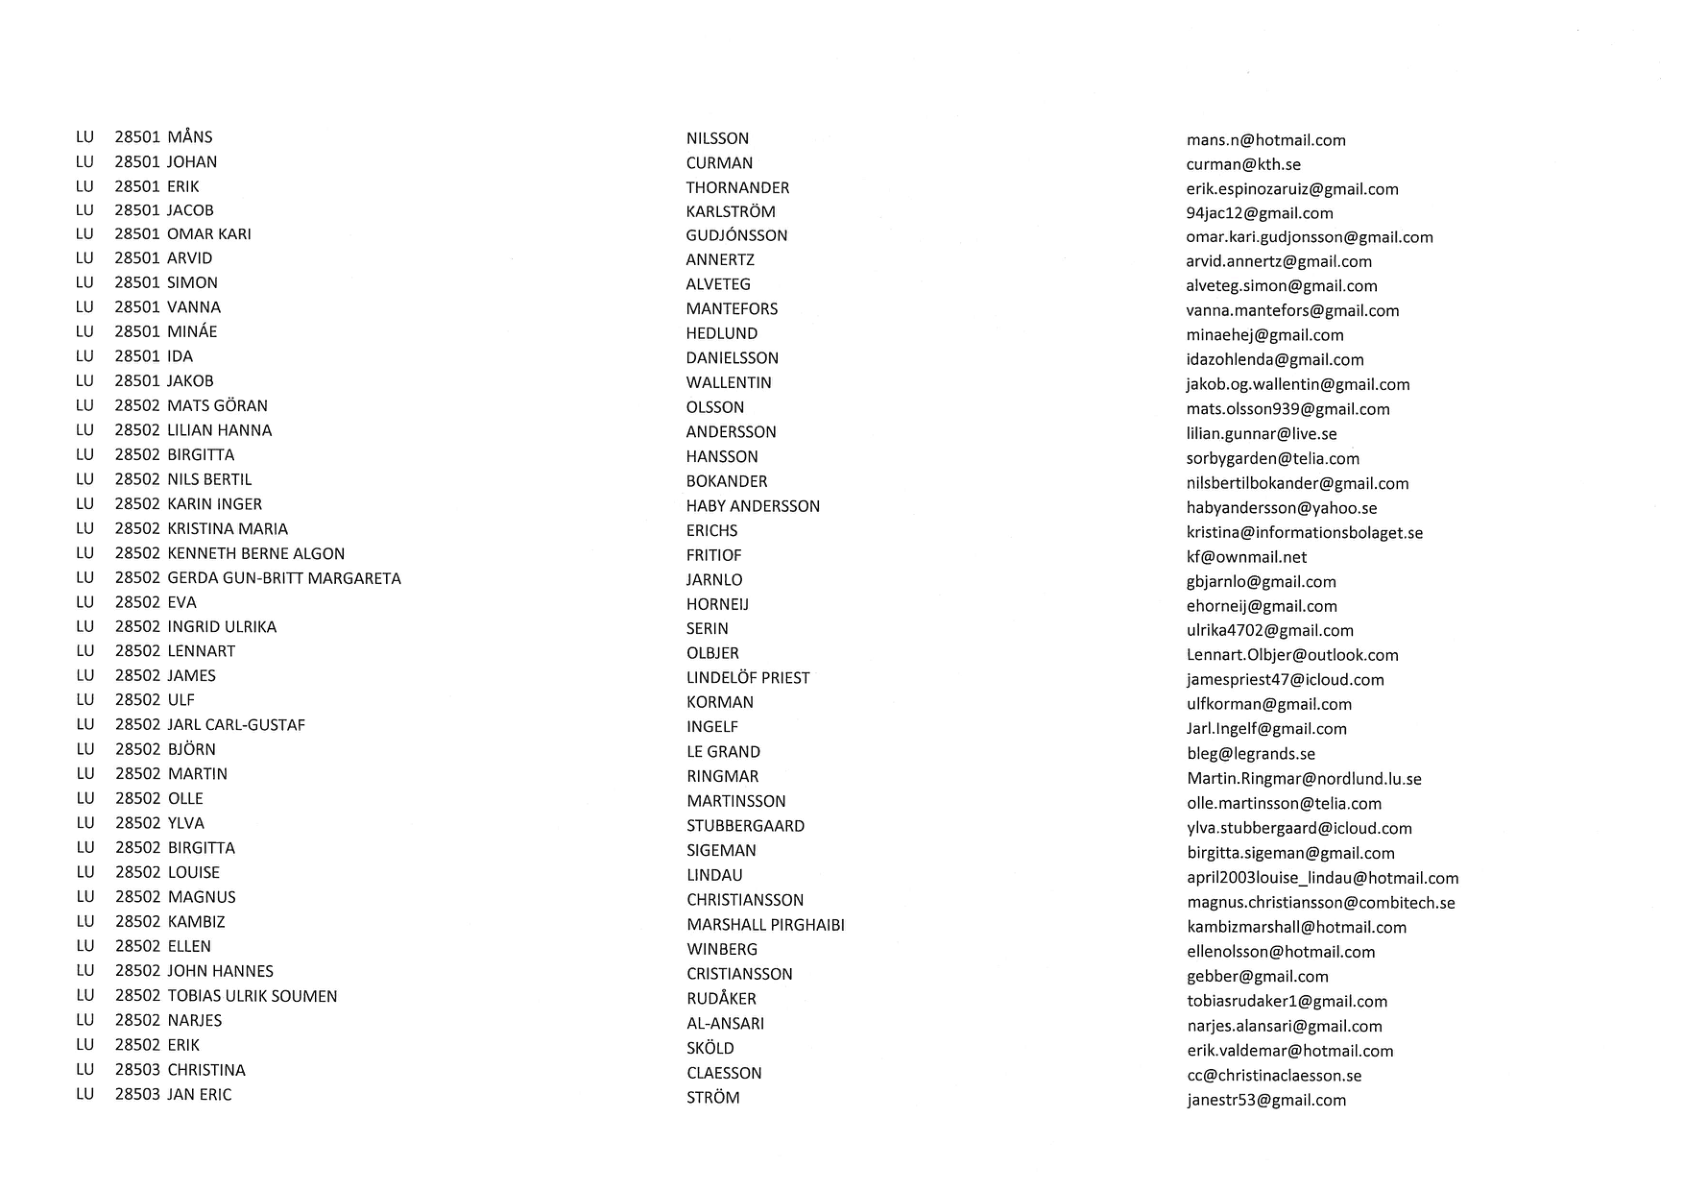 LU 28501 MÅNS NILSSON mans.n@hotmail.com
LU 28501 JOHAN CURMAN curman@kth.se
LU 28501 ERIK THORNANDER erik.espinozaruiz@gmail.com
LU 28501 JACOB KARLSTRÖM 94jac12@gmail.com
LU 28501 OMAR KARI GUDJÓNSSON omar.kari.gudjonsson@gmail.com
LU 28501 ARVID ANNERTZ arvid.annertz@gmail.com
LU 28501 SIMON ALVETEG alveteg.simon@gmail.com
LU 28501 VANNA MANTEFORS vanna.mantefors@gmail.com
LU 28501 MINÁE HEDLUND minaehej@gmail.com
LU 28501 IDA DANIELSSON idazohlenda@gmail.com
LU 28501 JAKOB WALLENTIN jakob.og.wallentin@gmail.com
LU 28502 MATS GÖRAN OLSSON mats.olsson939@gmail.com
LU 28502 LILIAN HANNA ANDERSSON lilian.gunnar@live.se
LU 28502 BIRGITTA HANSSON sorbygarden@telia.com
LU 28502 NILS BERTIL BOKANDER nilsbertilbokander@gmail.com
LU 28502 KARIN INGER HABY ANDERSSON habyandersson@yahoo.se
LU 28502 KRISTINA MARIA ERICHS kristina@informationsbolaget.se
LU 28502 KENNETH BERNE ALGON FRITIOF kf@ownmail.net
LU 28502 GERDA GUN-BRITT MARGARETA JARNLO gbjarnlo@gmail.com
LU 28502 EVA HORNEIJ ehorneij@gmail.com
LU 28502 INGRID ULRIKA SERIN ulrika4702@gmail.com
LU 28502 LENNART OLBJER Lennart.Olbjer@outlook.com
LU 28502 JAMES LINDELÖF PRIEST jamespriest47@icloud.com
LU 28502 ULF KORMAN ulfkorman@gmail.com
LU 28502 JARL CARL-GUSTAF INGELF Jarl.Ingelf@gmail.com
LU 28502 BJÖRN LE GRAND bleg@legrands.se
LU 28502 MARTIN RINGMAR Martin.Ringmar@nordlund.lu.se
LU 28502 OLLE MARTINSSON olle.martinsson@telia.com
LU 28502 YLVA STUBBERGAARD ylva.stubbergaard@icloud.com
LU 28502 BIRGITTA SIGEMAN birgitta.sigeman@gmail.com
LU 28502 LOUISE LINDAU april2003louise_lindau@hotmail.com
LU 28502 MAGNUS CHRISTIANSSON magnus.christiansson@combitech.se
LU 28502 KAMBIZ MARSHALL PIRGHAIBI kambizmarshall@hotmail.com
LU 28502 ELLEN WINBERG ellenolsson@hotmail.com
LU 28502 JOHN HANNES CRISTIANSSON gebber@gmail.com
LU 28502 TOBIAS ULRIK SOUMEN RUDÅKER tobiasrudaker1@gmail.com
LU 28502 NARJES AL-ANSARI narjes.alansari@gmail.com
LU 28502 ERIK SKÖLD erik.valdemar@hotmail.com
LU 28503 CHRISTINA CLAESSON cc@christinaclaesson.se
LU 28503 JAN ERIC STRÖM janestr53@gmail.com